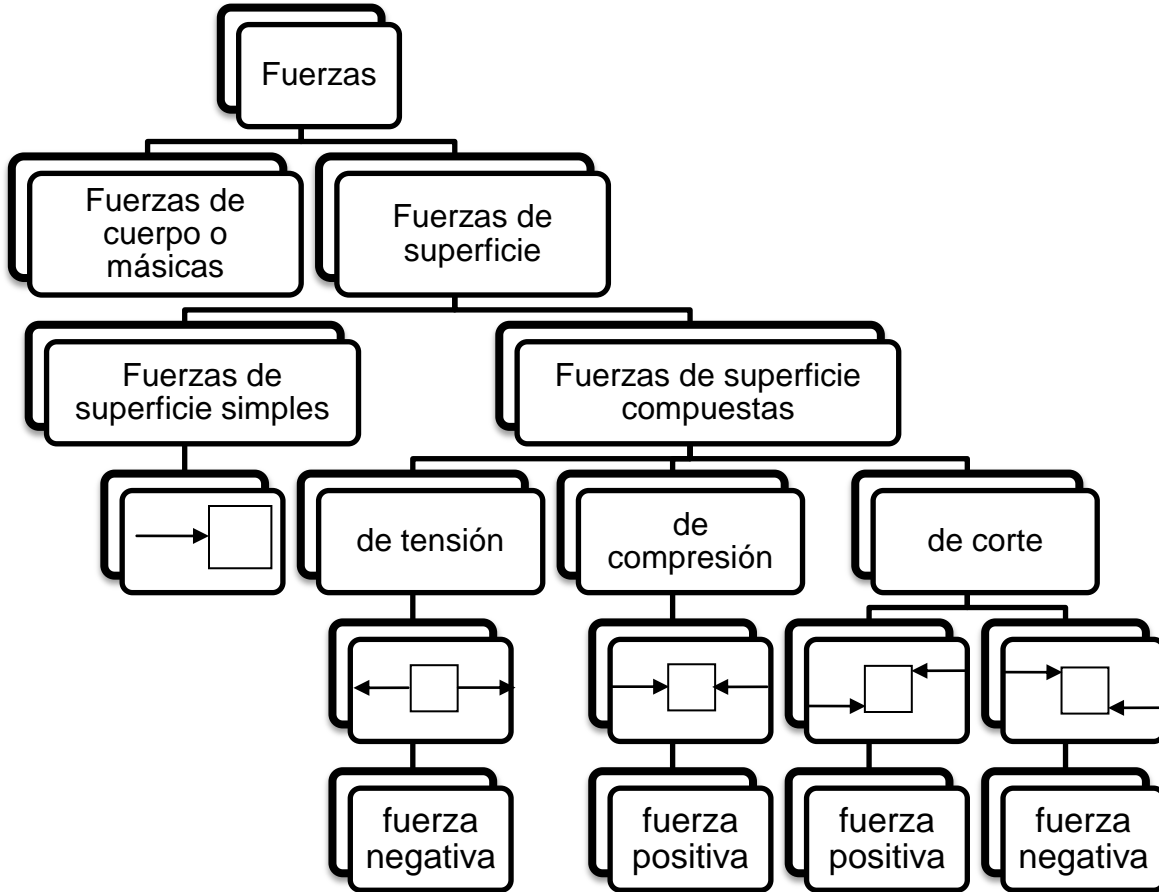 Fuerzas
Fuerzas de
cuerpo o
másicas
Fuerzas de
superficie
Fuerzas de
superficie simples
Fuerzas de superficie
compuestas
de tensión
de
compresión
de corte
fuerza
negativa
fuerza
positiva
fuerza
positiva
fuerza
negativa